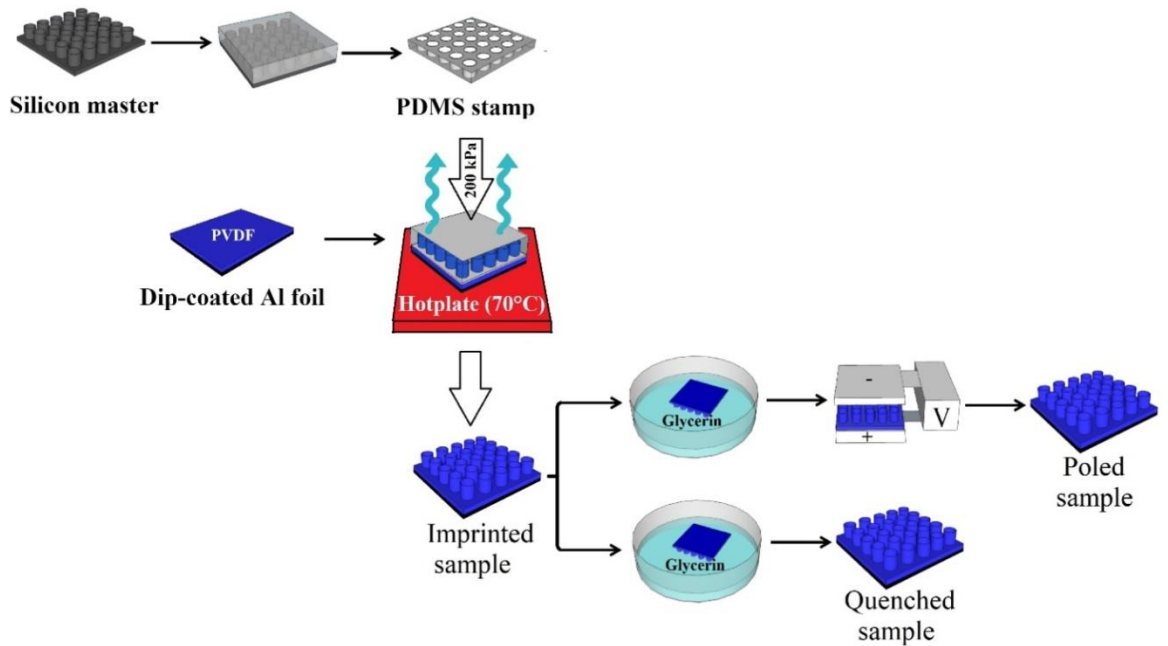 Silicon master
PDMS stamp
200 kPa
PVDF
Dip-coated Al foil
Hotplate (70°C)
Glycerin
-
+
V
Poled
sample
Imprinted
sample
Glycerin
Quenched
sample